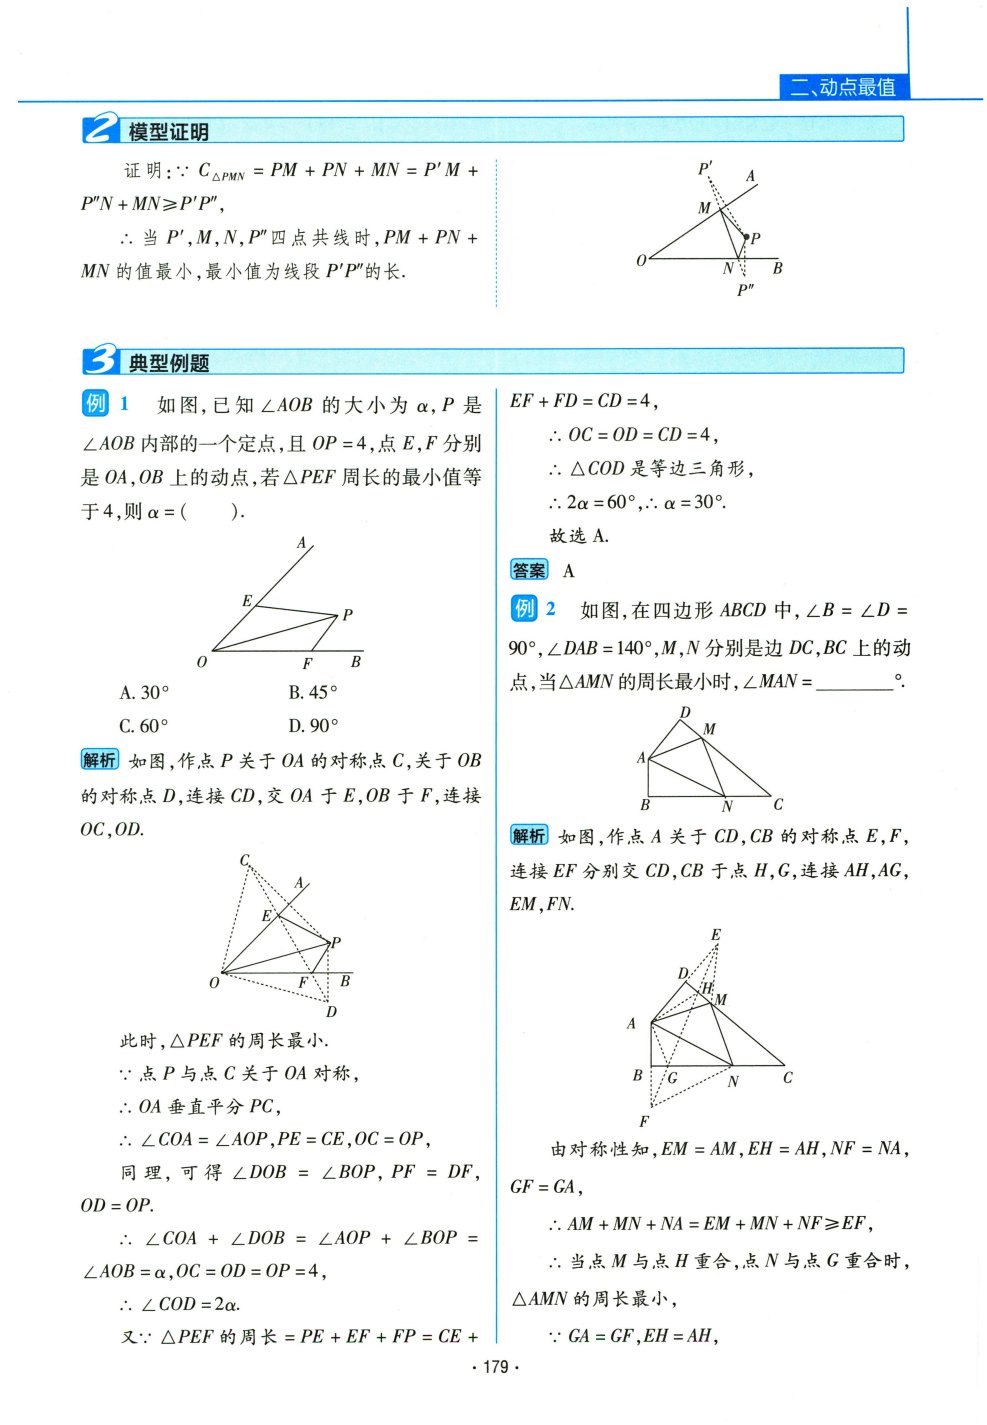 二、动点最值
2 模型证明
证明:∵ C△PMN = PM + PN + MN = P′M +
P″N + MN≥P′P″,
∴ 当 P′,M,N,P″四点共线时,PM + PN +
MN 的值最小,最小值为线段 P′P″的长.
P′
A
M
P
O
N
B
P″
3 典型例题
例 1 如图,已知 ∠AOB 的大小为 α,P 是
∠AOB 内部的一个定点,且 OP = 4,点 E,F 分别
是 OA,OB 上的动点,若△PEF 周长的最小值等
于 4,则 α = ( ).
A
E
P
O
F
B
A. 30°
B. 45°
C. 60°
D. 90°
解析 如图,作点 P 关于 OA 的对称点 C,关于 OB
的对称点 D,连接 CD,交 OA 于 E,OB 于 F,连接
OC,OD.
C
A
E
P
O
F
B
D
此时,△PEF 的周长最小.
∵ 点 P 与点 C 关于 OA 对称,
∴ OA 垂直平分 PC,
∴ ∠COA = ∠AOP,PE = CE,OC = OP,
同理,可得 ∠DOB = ∠BOP, PF = DF,
OD = OP.
∴ ∠COA + ∠DOB = ∠AOP + ∠BOP =
∠AOB = α,OC = OD = OP = 4,
∴ ∠COD = 2α.
又∵ △PEF 的周长 = PE + EF + FP = CE +
EF + FD = CD = 4,
∴ OC = OD = CD = 4,
∴ △COD 是等边三角形,
∴ 2α = 60°,∴ α = 30°.
故选 A.
答案 A
例 2 如图,在四边形 ABCD 中,∠B = ∠D =
90°,∠DAB = 140°,M,N 分别是边 DC,BC 上的动
点,当△AMN 的周长最小时,∠MAN = ________°.
D
M
A
B
N
C
解析 如图,作点 A 关于 CD,CB 的对称点 E,F,
连接 EF 分别交 CD,CB 于点 H,G,连接 AH,AG,
EM,FN.
E
D
H
M
A
B
G
N
C
F
由对称性知,EM = AM,EH = AH,NF = NA,
GF = GA,
∴ AM + MN + NA = EM + MN + NF≥EF,
∴ 当点 M 与点 H 重合,点 N 与点 G 重合时,
△AMN 的周长最小,
∵ GA = GF,EH = AH,
· 179 ·